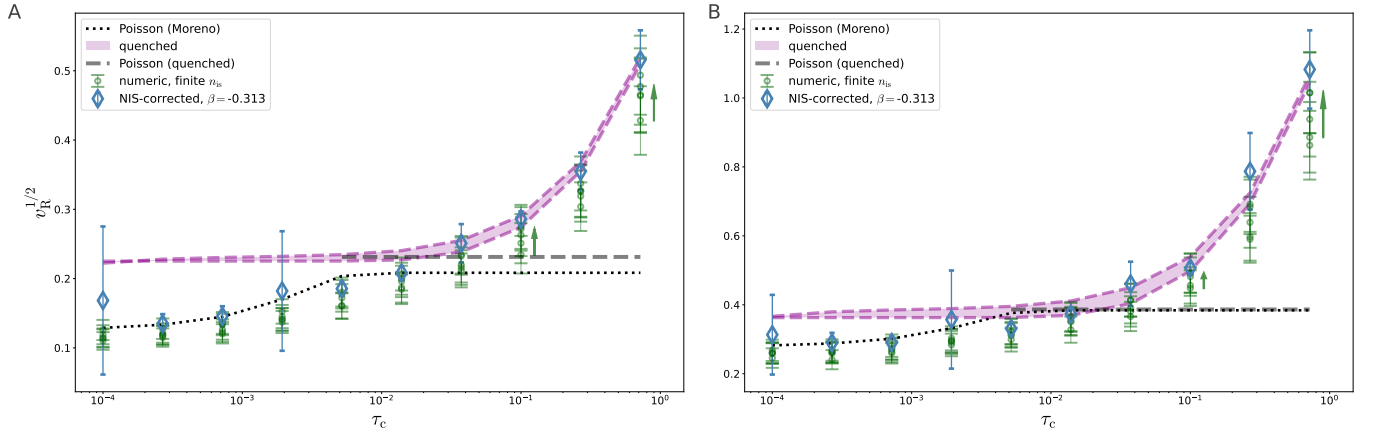 A
Poisson (Moreno)
quenched
Poisson (quenched)
numeric, finite n_is
NIS-corrected, β = -0.313
0.5
0.4
0.3
0.2
0.1
v_R^{1/2}
10^{-4}
10^{-3}
10^{-2}
10^{-1}
10^{0}
τ_c
B
Poisson (Moreno)
quenched
Poisson (quenched)
numeric, finite n_is
NIS-corrected, β = -0.313
1.2
1.0
0.8
0.6
0.4
0.2
10^{-4}
10^{-3}
10^{-2}
10^{-1}
10^{0}
τ_c